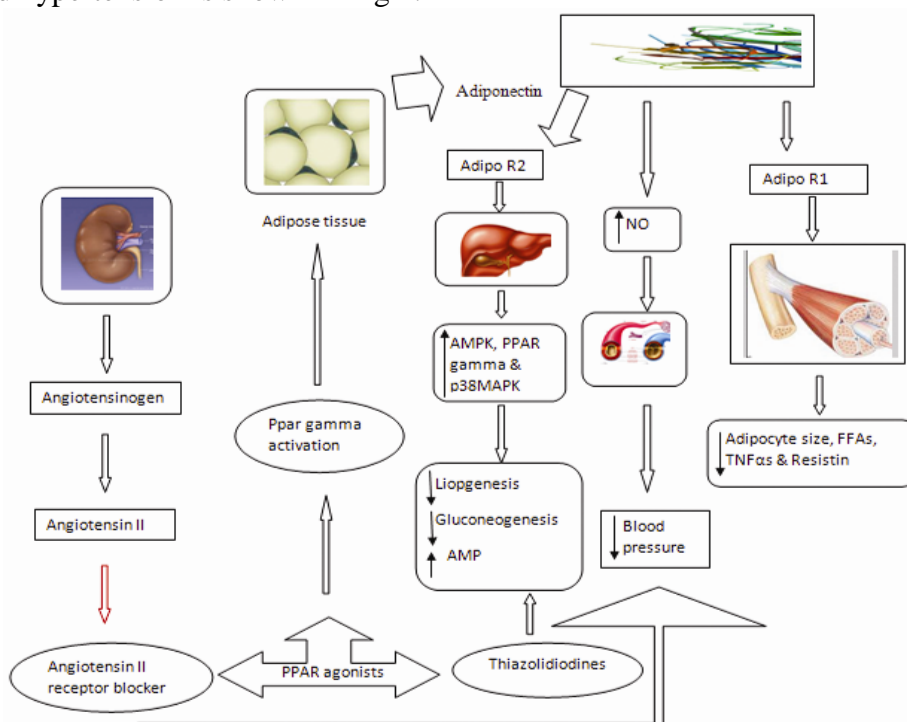 Adiponectin
Adipo R2
Adipo R1
Adipose tissue
NO
AMPK, PPAR
gamma &
p38MAPK
Angiotensinogen
Ppar gamma
activation
Adipocyte size, FFAs,
TNFαs & Resistin
Liopgenesis
Gluconeogenesis
AMP
Angiotensin II
Blood
pressure
Angiotensin II
receptor blocker
PPAR agonists
Thiazolidiodines